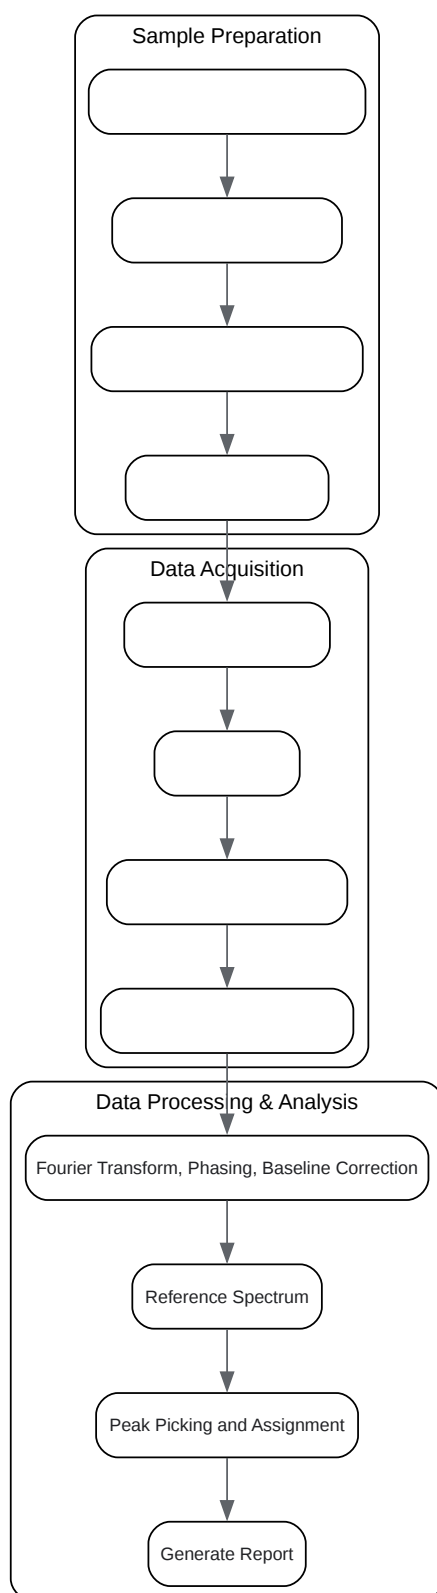 Sample Preparation
Data Acquisition
Data Processing & Analysis
Fourier Transform, Phasing, Baseline Correction
Reference Spectrum
Peak Picking and Assignment
Generate Report